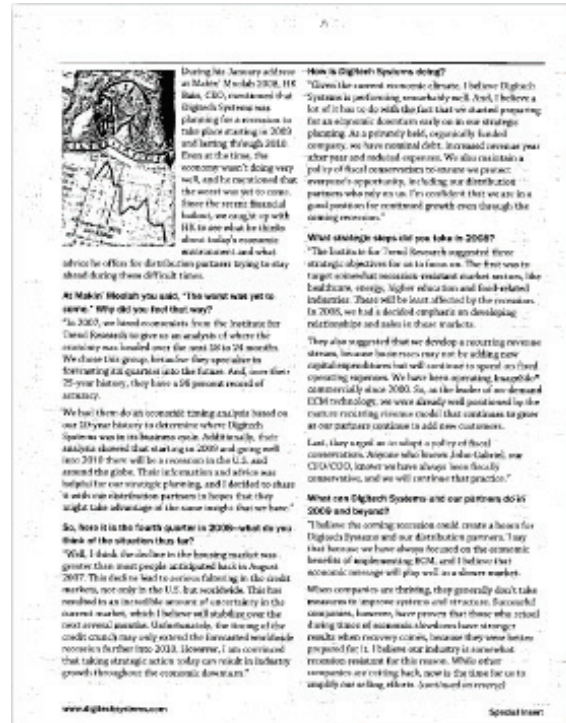 During his January address
at Makin' Moolah 2008, HK
Bain, CEO, mentioned that
Digitech Systems was
planning for a recession to
take place starting in 2009
and lasting through 2010.
Even at the time, the
economy wasn't doing very
well, and he mentioned that
the worst was yet to come.
Since the recent financial
bailout, we caught up with
HK to see what he thinks
about today's economic
environment and what
advice he offers for distribution partners trying to stay
ahead during these difficult times.
At Makin' Moolah you said, "The worst was yet to
come." Why did you feel that way?
"In 2007, we hired economists from the Institute for
Trend Research to give us an analysis of where the
economy was headed over the next 18 to 24 months.
We chose this group, because they specialize in
forecasting six quarters into the future. And, over their
25-year history, they have a 96 percent record of
accuracy.
We had them do an economic timing analysis based on
our 10-year history to determine where Digitech
Systems was in its business cycle. Additionally, their
analysis showed that starting in 2009 and going well
into 2010 there will be a recession in the U.S. and
around the globe. Their information and advice was
helpful for our strategic planning, and I decided to share
it with our distribution partners in hopes that they
might take advantage of the same insight that we have."
So, here it is the fourth quarter in 2008-what do you
think of the situation thus far?
"Well, I think the decline in the housing market was
greater than most people anticipated back in August
2007. This decline lead to serious faltering in the credit
markets, not only in the U.S. but worldwide. This has
resulted in an incredible amount of uncertainty in the
current market, which I believe will stabilize over the
next several months. Unfortunately, the timing of the
credit crunch may only extend the forecasted worldwide
recession further into 2010. However, I am convinced
that taking strategic action today can result in industry
growth throughout the economic downturn."
www.digitechsystems.com
How is Digitech Systems doing?
"Given the current economic climate, I believe Digitech
Systems is performing remarkably well. And, I believe a
lot of it has to do with the fact that we started preparing
for an economic downturn early on in our strategic
planning. As a privately held, organically funded
company, we have nominal debt, increased revenue year
after year and reduced expenses. We also maintain a
policy of fiscal conservatism to ensure we protect
everyone's opportunity, including our distribution
partners who rely on us. I'm confident that we are in a
good position for continued growth even through the
coming recession."
What strategic steps did you take in 2008?
"The Institute for Trend Research suggested three
strategic objectives for us to focus on. The first was to
target somewhat recession-resistant market sectors, like
healthcare, energy, higher education and food-related
industries. These will be least affected by the recession.
In 2008, we had a decided emphasis on developing
relationships and sales in those markets.
They also suggested that we develop a recurring revenue
stream, because businesses may not be adding new
capital expenditures but will continue to spend on fixed
operating expenses. We have been operating ImageSilo®
commercially since 2000. So, as the leader of on-demand
ECM technology, we were already well positioned by the
mature recurring revenue model that continues to grow
as our partners continue to add new customers.
Last, they urged us to adopt a policy of fiscal
conservatism. Anyone who knows John Gabriel, our
CFO/COO, knows we have always been fiscally
conservative, and we will continue that practice."
What can Digitech Systems and our partners do in
2009 and beyond?
"I believe the coming recession could create a boom for
Digitech Systems and our distribution partners. I say
that because we have always focused on the economic
benefits of implementing ECM, and I believe that
economic message will play well in a slower market.
When companies are thriving, they generally don't take
measures to improve systems and structure. Successful
companies, however, have proven that those who retool
during times of economic slowdown have stronger
results when recovery comes, because they were better
prepared for it. I believe our industry is somewhat
recession resistant for this reason. While other
companies are cutting back, now is the time for us to
amplify our selling efforts. (continued on reverse)
Special Insert